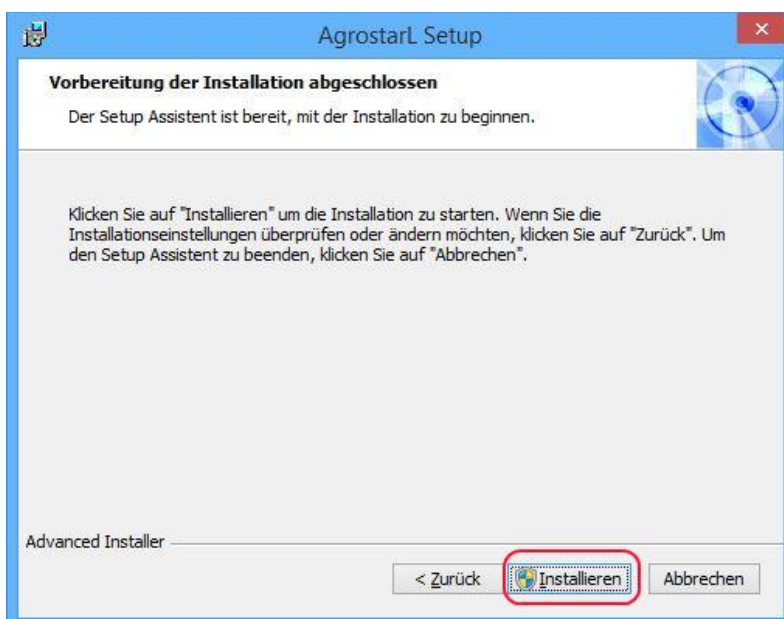 AgrostarL Setup
Vorbereitung der Installation abgeschlossen
Der Setup Assistent ist bereit, mit der Installation zu beginnen.
Klicken Sie auf "Installieren" um die Installation zu starten. Wenn Sie die
Installationseinstellungen überprüfen oder ändern möchten, klicken Sie auf "Zurück". Um
den Setup Assistent zu beenden, klicken Sie auf "Abbrechen".
Advanced Installer
< Zurück
Installieren
Abbrechen